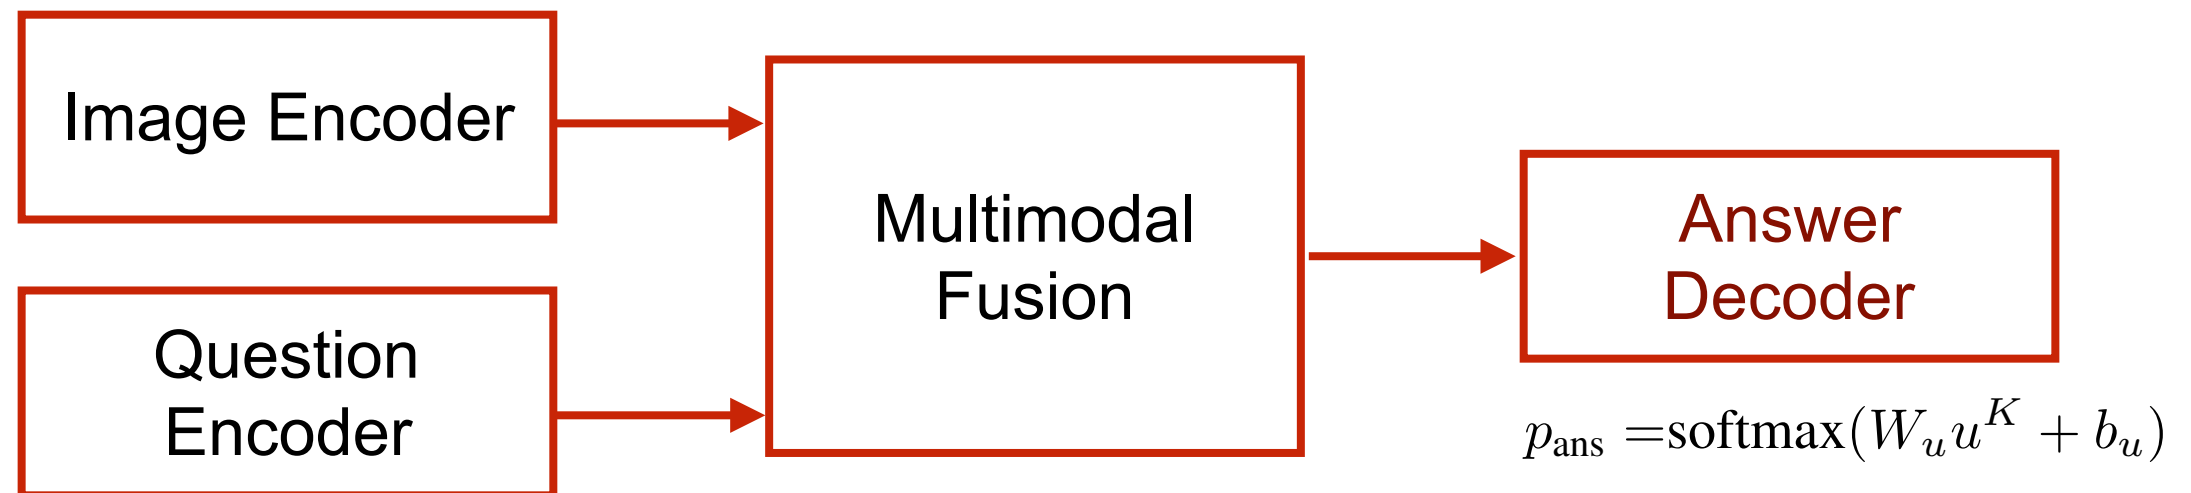 Image Encoder
Question
Encoder
Multimodal
Fusion
Answer
Decoder
p_ans =softmax(W_u u^K + b_u)